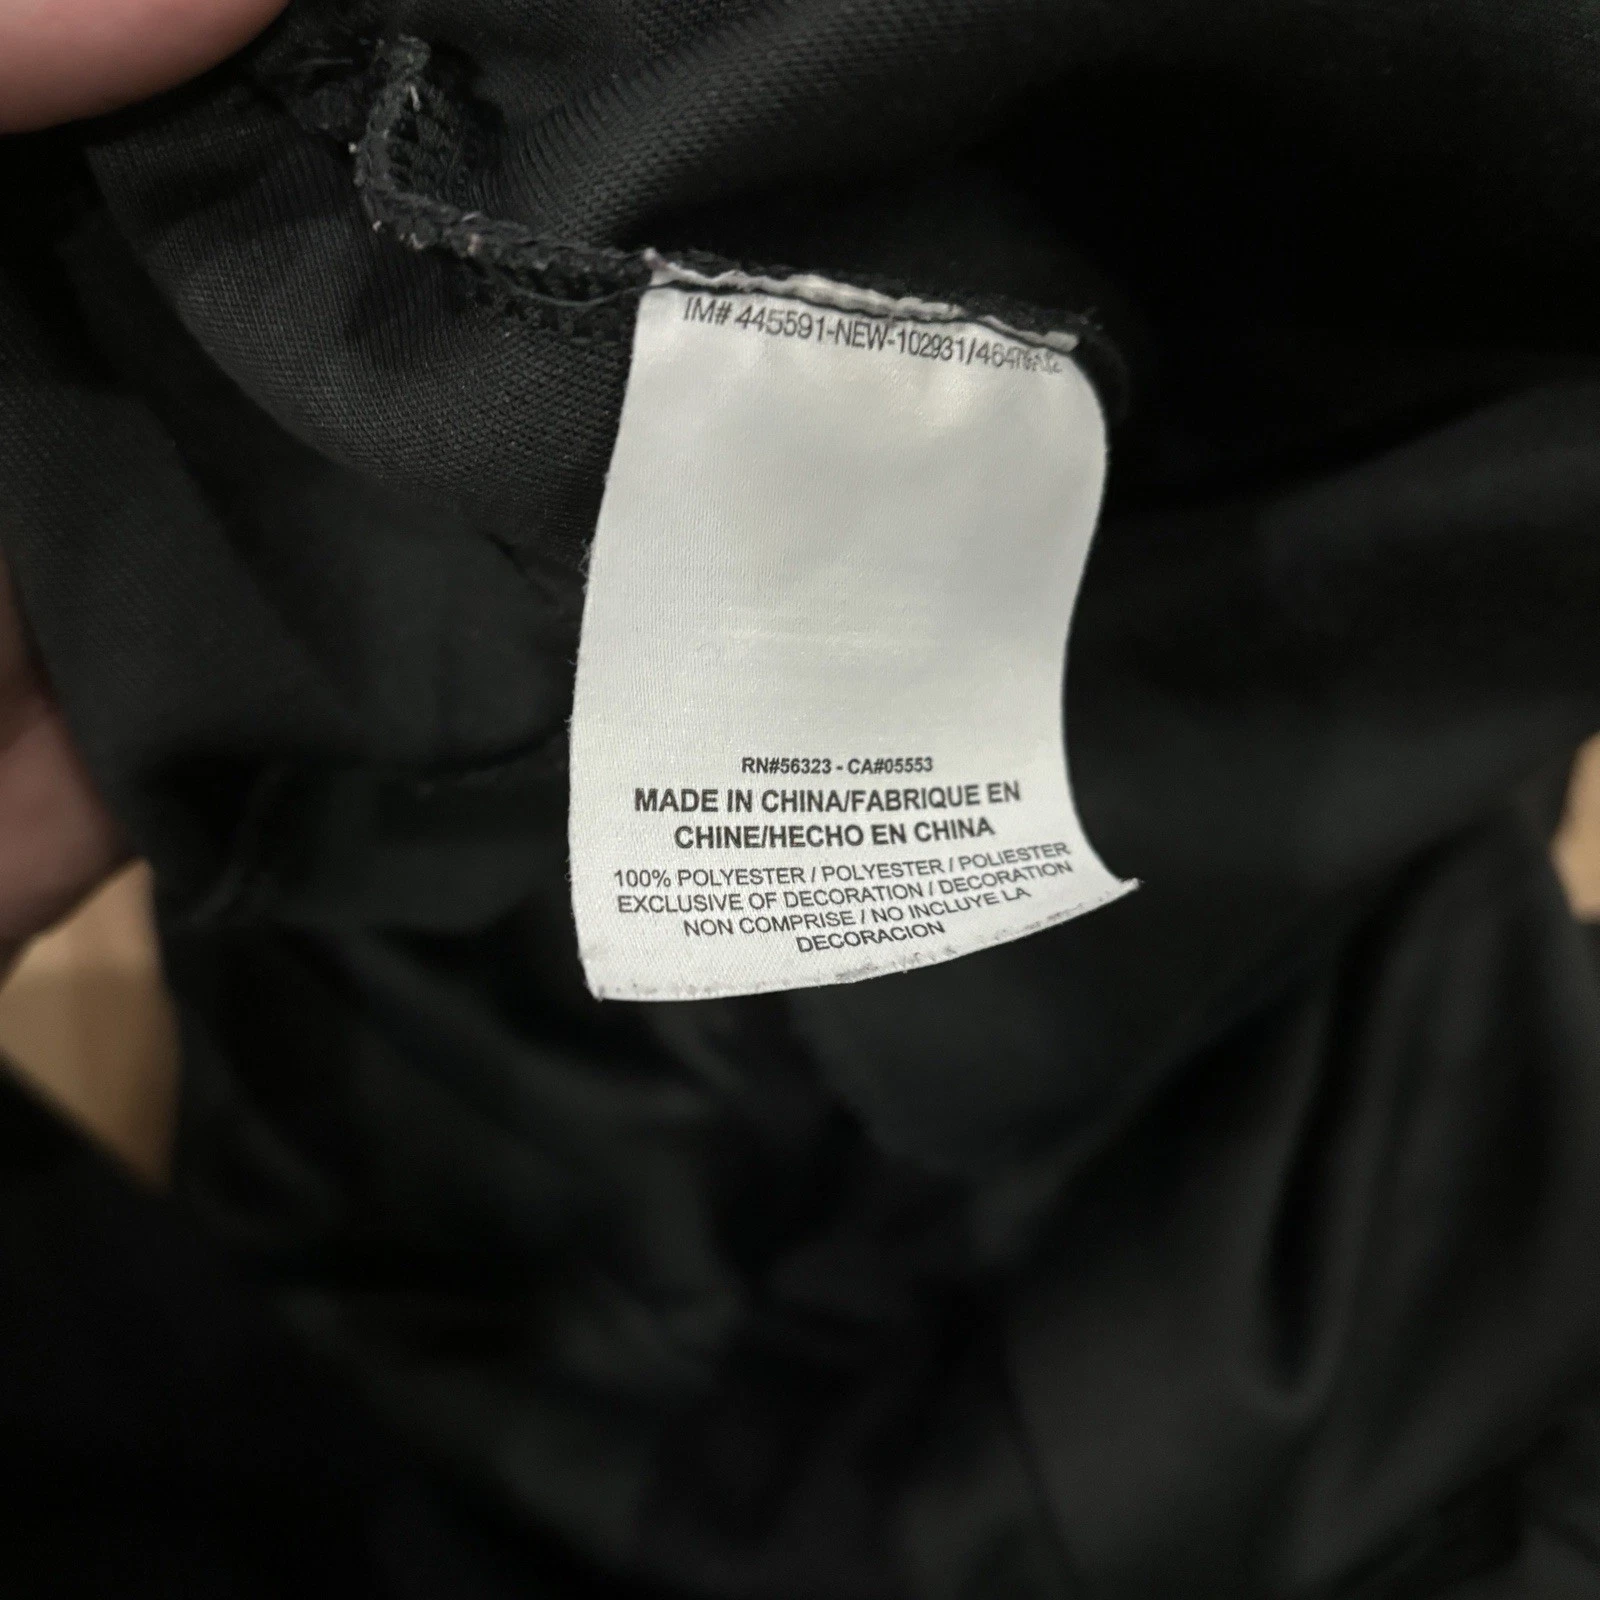 IM# 445591-NEW-102931/
RN#56323 - CA#05553
MADE IN CHINA/FABRIQUE EN
CHINE/HECHO EN CHINA
100% POLYESTER / POLYESTER / POLIESTER
EXCLUSIVE OF DECORATION / DECORATION
NON COMPRISE / NO INCLUYE LA
DECORACION